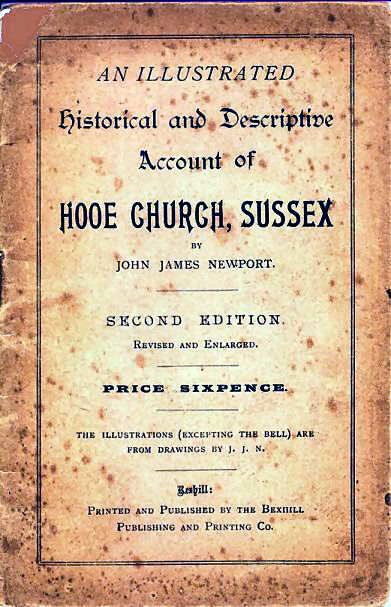 AN ILLUSTRATED
Historical and Descriptive
Account of
HOOE CHURCH, SUSSEX
BY
JOHN JAMES NEWPORT.
SECOND EDITION.
REVISED AND ENLARGED.
PRICE SIXPENCE.
THE ILLUSTRATIONS (EXCEPTING THE BELL) ARE
FROM DRAWINGS BY J. J. N.
Bexhill:
PRINTED AND PUBLISHED BY THE BEXHILL
PUBLISHING AND PRINTING CO.